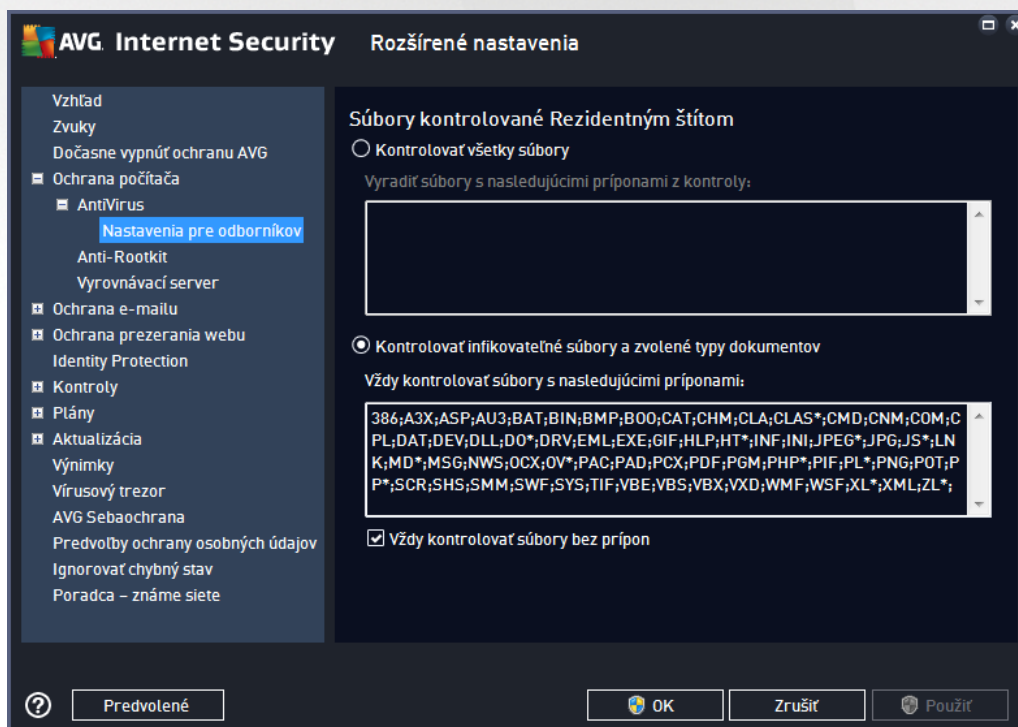 AVG. Internet Security Rozšírené nastavenia
Vzhľad
Zvuky
Dočasne vypnúť ochranu AVG
Ochrana počítača
AntiVirus
Nastavenia pre odborníkov
Anti-Rootkit
Vyrovnávací server
Ochrana e-mailu
Ochrana prezerania webu
Identity Protection
Kontroly
Plány
Aktualizácia
Výnimky
Vírusový trezor
AVG Sebaochrana
Predvoľby ochrany osobných údajov
Ignorovať chybný stav
Poradca – známe siete
Súbory kontrolované Rezidentným štítom
Kontrolovať všetky súbory
Vyradiť súbory s nasledujúcimi príponami z kontroly:
Kontrolovať infikovateľné súbory a zvolené typy dokumentov
Vždy kontrolovať súbory s nasledujúcimi príponami:
386;A3X;ASP;AU3;BAT;BIN;BMP;BOO;CAT;CHM;CLA;CLAS*;CMD;CNM;COM;C
PL;DAT;DEV;DLL;DO*;DRV;EML;EXE;GIF;HLP;HT*;INF;INI;JPEG*;JPG;JS*;LN
K;MD*;MSG;NWS;OCX;OV*;PAC;PAD;PCX;PDF;PGM;PHP*;PIF;PL*;PNG;POT;P
P*;SCR;SHS;SMM;SWF;SYS;TIF;VBE;VBS;VBX;VXD;WMF;WSF;XL*;XML;ZL*;
Vždy kontrolovať súbory bez prípon
Predvolené
OK
Zrušiť
Použiť